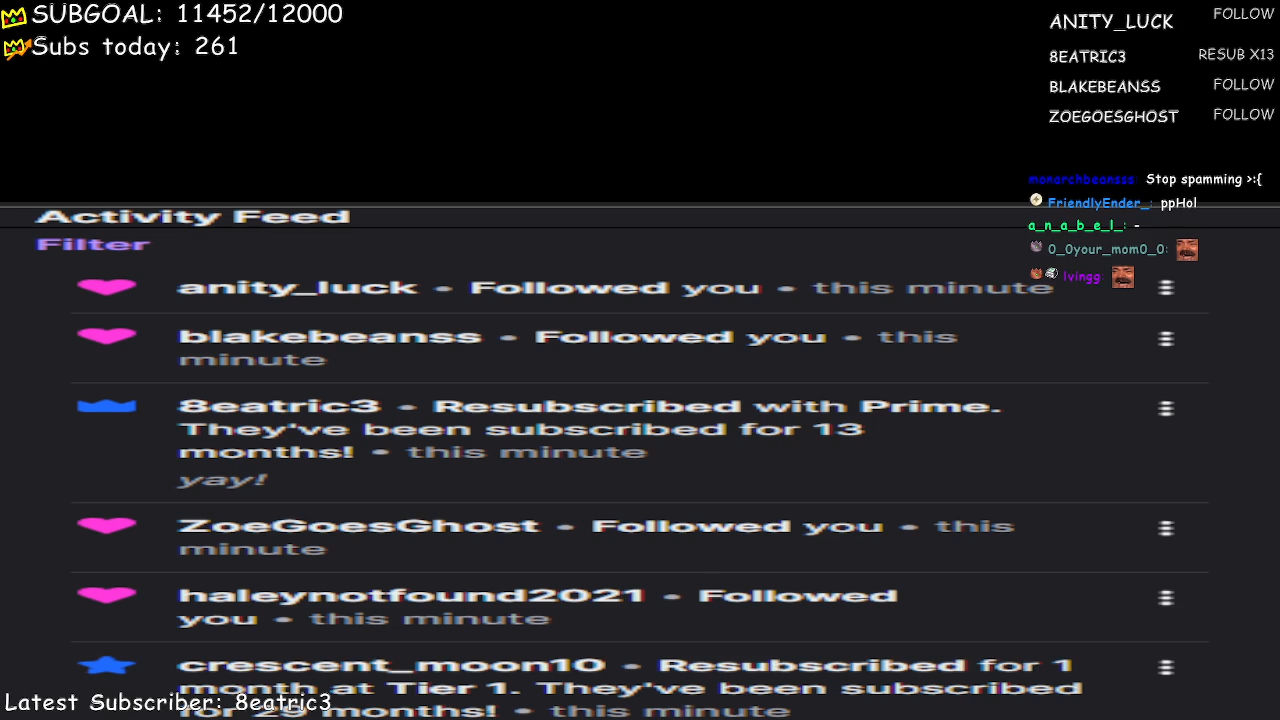 SUBGOAL: 11452/12000
Subs today: 261
ANITY_LUCK FOLLOW
8EATRIC3 RESUB X13
BLAKEBEANSS FOLLOW
ZOEGOESGHOST FOLLOW
monarchbeansss: Stop spamming >:{
FriendlyEnder_: ppHol
a_n_a_b_e_l_: -
0_0your_mom0_0:
lvingg:
Activity Feed
Filter
anity_luck • Followed you • this minute
blakebeanss • Followed you • this
minute
8eatric3 • Resubscribed with Prime.
They've been subscribed for 13
months! • this minute
yay!
ZoeGoesGhost • Followed you • this
minute
haleynotfound2021 • Followed
you • this minute
crescent_moon10 • Resubscribed for 1
month at Tier 1. They've been subscribed
for 29 months! • this minute
Latest Subscriber: 8eatric3